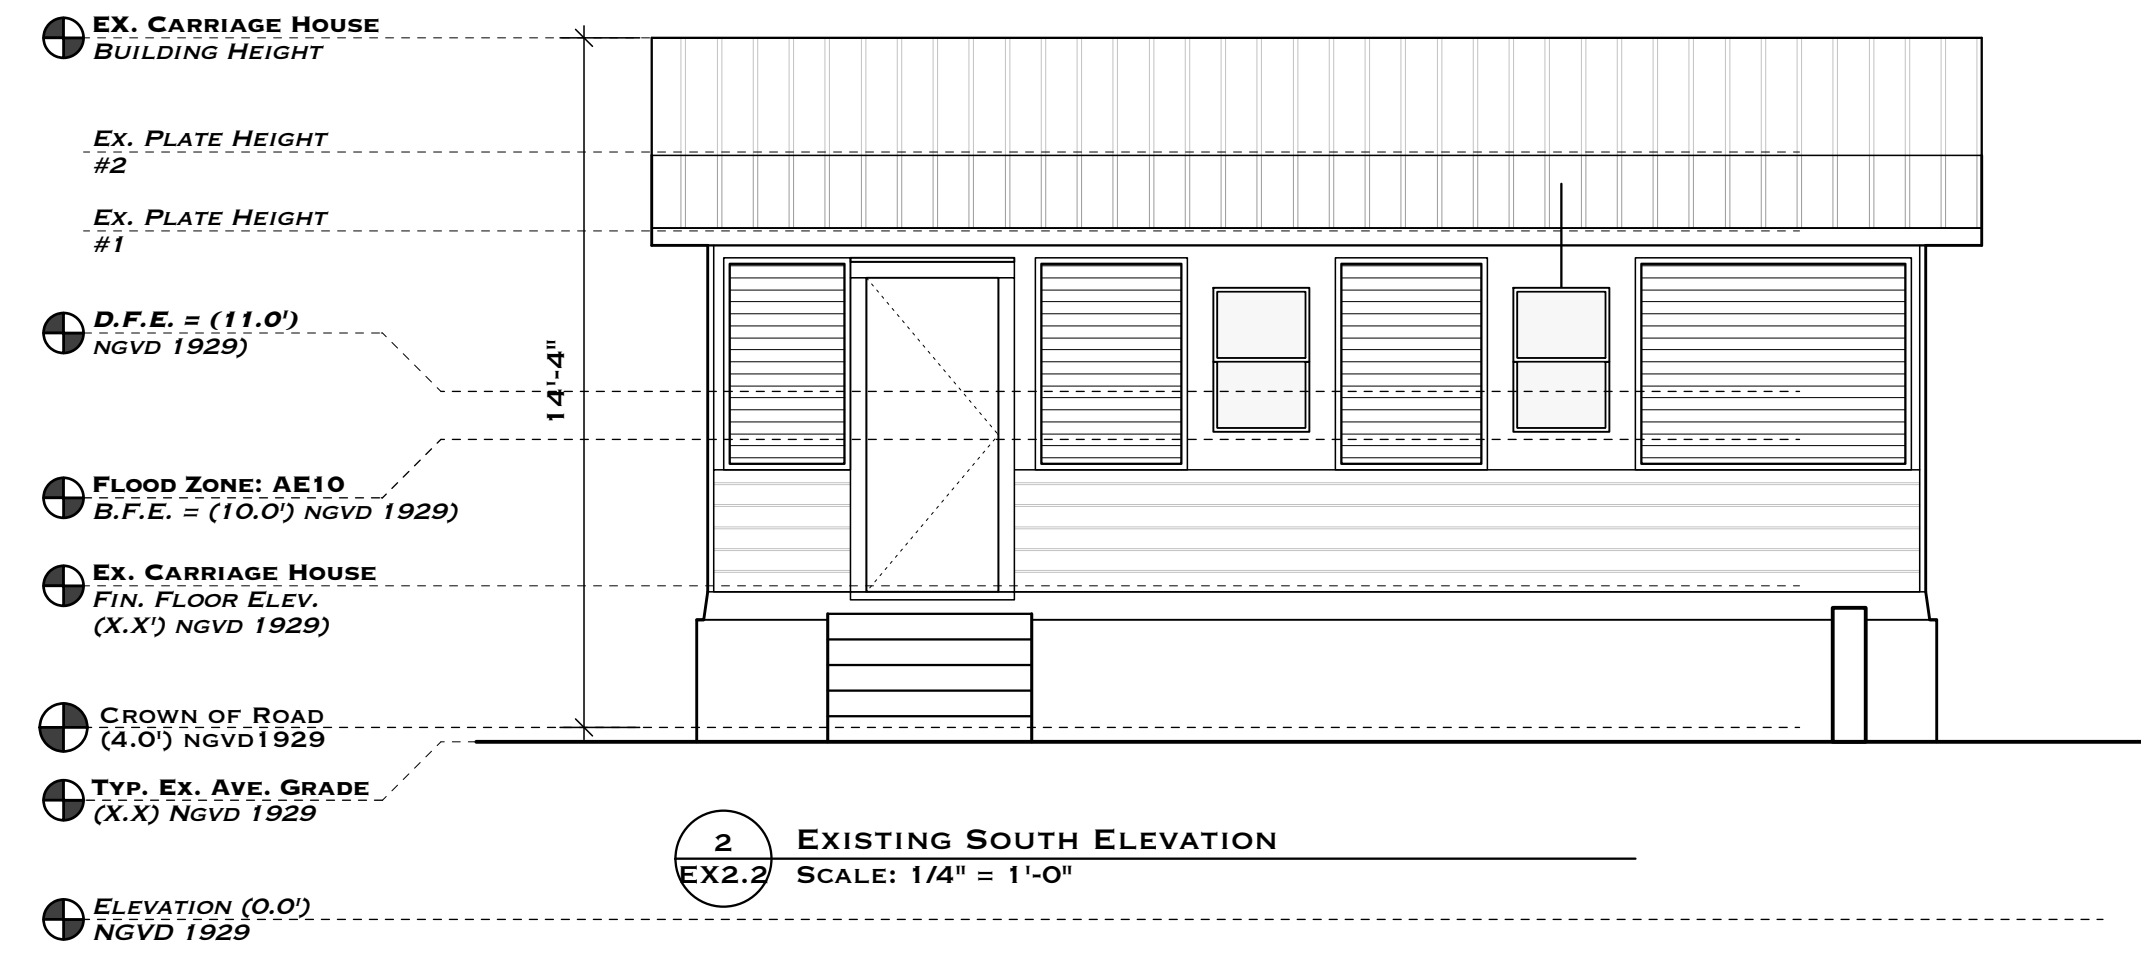 EX. CARRIAGE HOUSE
BUILDING HEIGHT
EX. PLATE HEIGHT
#2
EX. PLATE HEIGHT
#1
D.F.E. = (11.0')
NGVD 1929)
14'-4"
FLOOD ZONE: AE10
B.F.E. = (10.0') NGVD 1929)
EX. CARRIAGE HOUSE
FIN. FLOOR ELEV.
(X.X') NGVD 1929)
CROWN OF ROAD
(4.0') NGVD1929
TYP. EX. AVE. GRADE
(X.X) NGVD 1929
2
EX2.2
EXISTING SOUTH ELEVATION
SCALE: 1/4" = 1'-0"
ELEVATION (0.0')
NGVD 1929